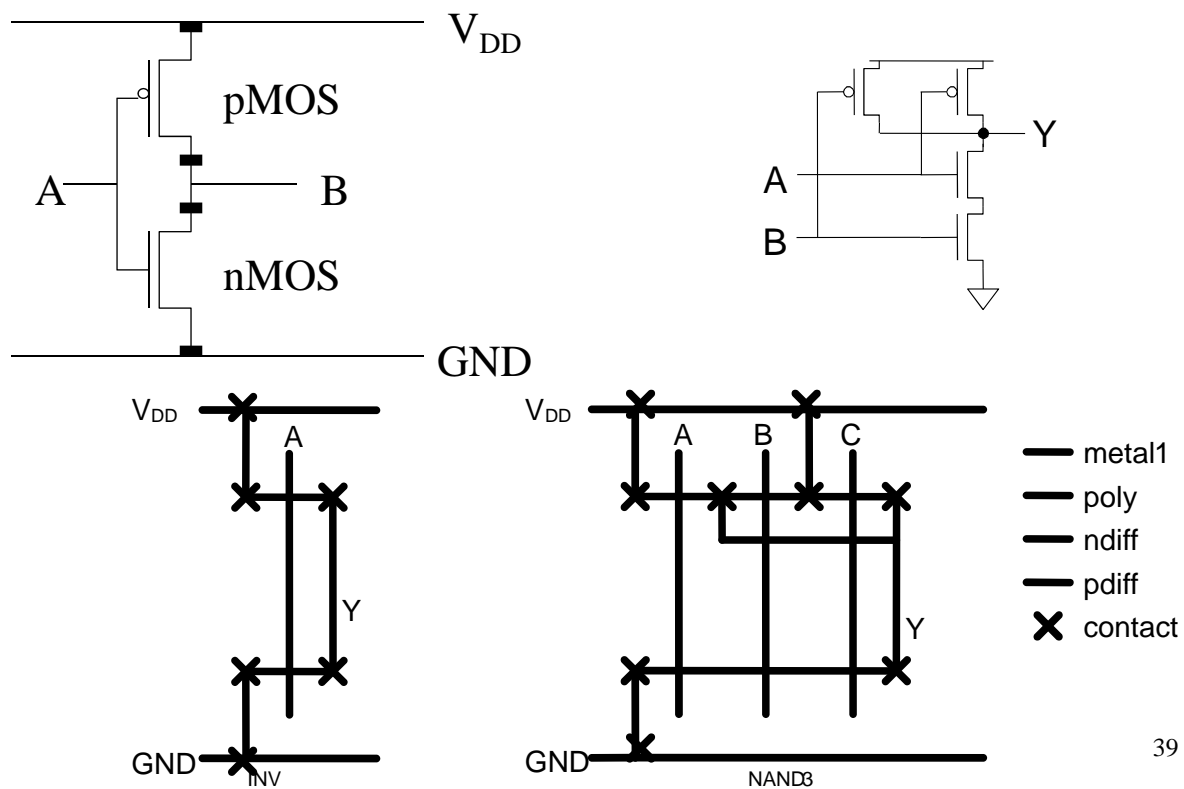 VDD
pMOS
A
B
nMOS
GND
Y
A
B
VDD
A
Y
GND
INV
VDD
A
B
C
Y
GND
NAND3
metal1
poly
ndiff
pdiff
contact
39